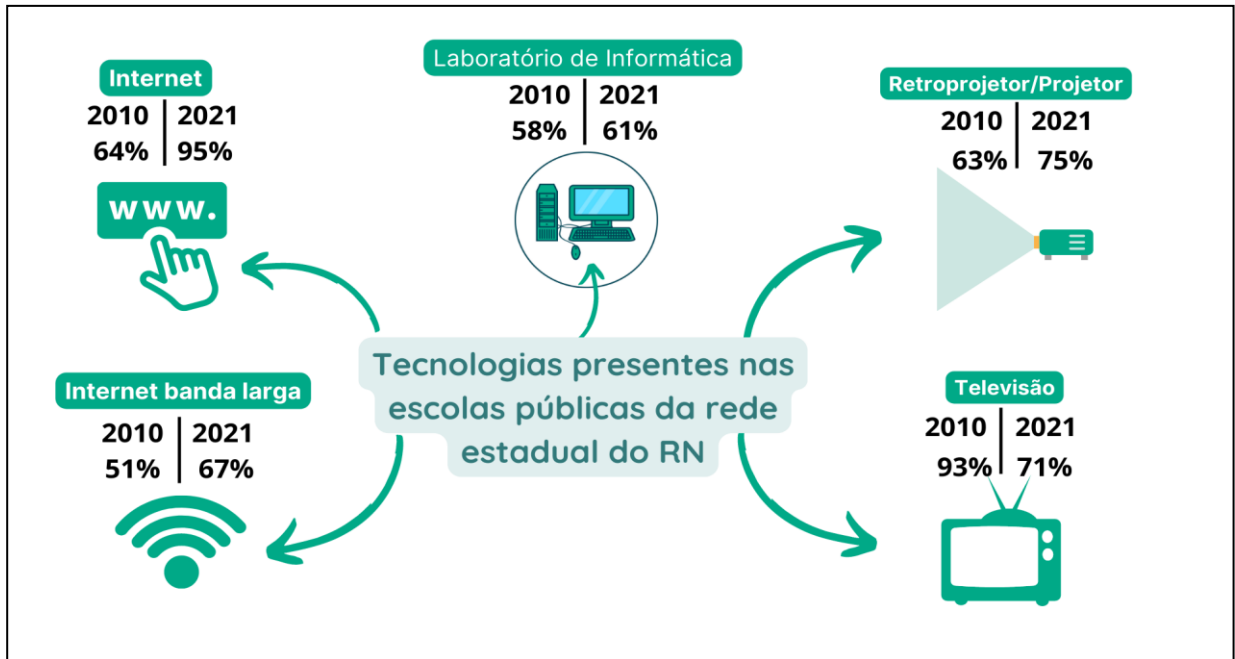 Internet
2010 | 2021
64% | 95%
www.
Laboratório de Informática
2010 | 2021
58% | 61%
Retroprojetor/Projetor
2010 | 2021
63% | 75%
Tecnologias presentes nas
escolas públicas da rede
estadual do RN
Internet banda larga
2010 | 2021
51% | 67%
Televisão
2010 | 2021
93% | 71%